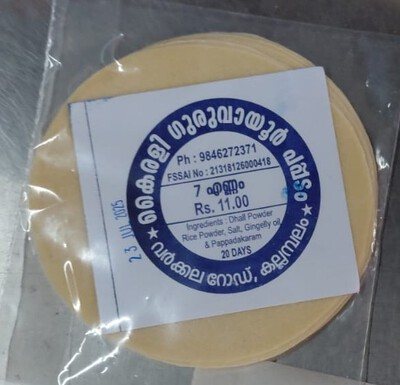 കൈരളി ഗുരുവായൂർ പപ്പടം
Ph : 9846272371
FSSAI No : 21318126000418
7 എണ്ണം
Rs. 11.00
Ingredients : Dhall Powder
Rice Powder, Salt, Gingelly oil
& Pappadakaram
20 DAYS
വർക്കല റോഡ്, കല്ലമ്പലം
23 JUL 2025